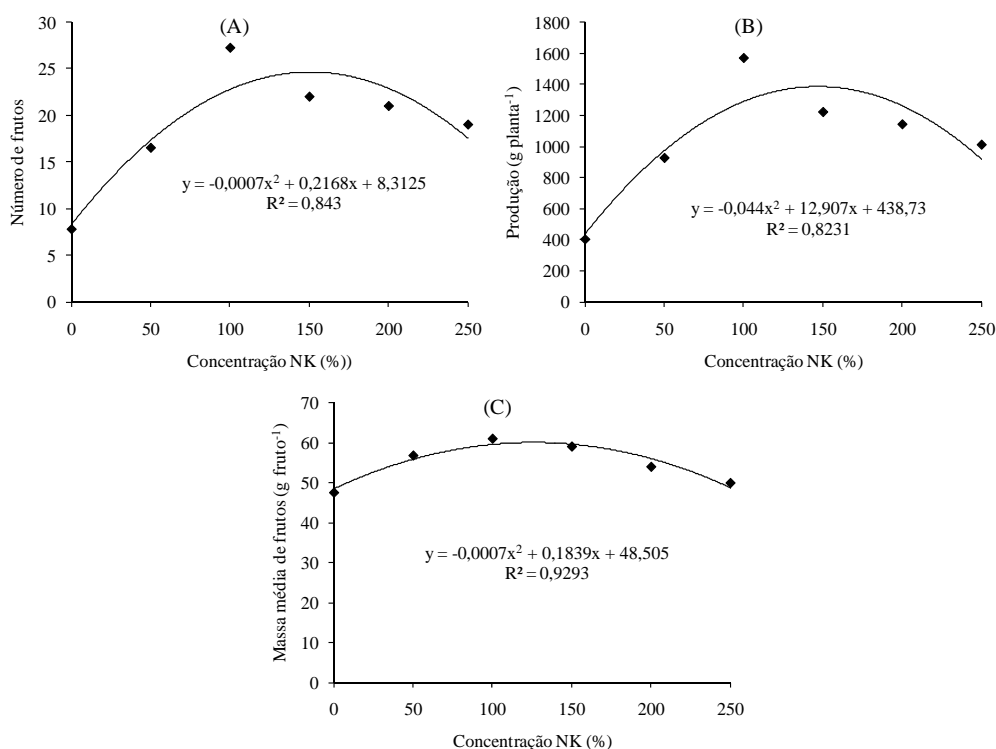 (A)
Número de frutos
30
25
20
15
10
5
0
y = -0,0007x² + 0,2168x + 8,3125
R² = 0,843
0 50 100 150 200 250
Concentração NK (%))
(B)
Produção (g planta⁻¹)
1800
1600
1400
1200
1000
800
600
400
200
0
y = -0,044x² + 12,907x + 438,73
R² = 0,8231
0 50 100 150 200 250
Concentração NK (%)
(C)
Massa média de frutos (g fruto⁻¹)
70
60
50
40
30
20
10
0
y = -0,0007x² + 0,1839x + 48,505
R² = 0,9293
0 50 100 150 200 250
Concentração NK (%)